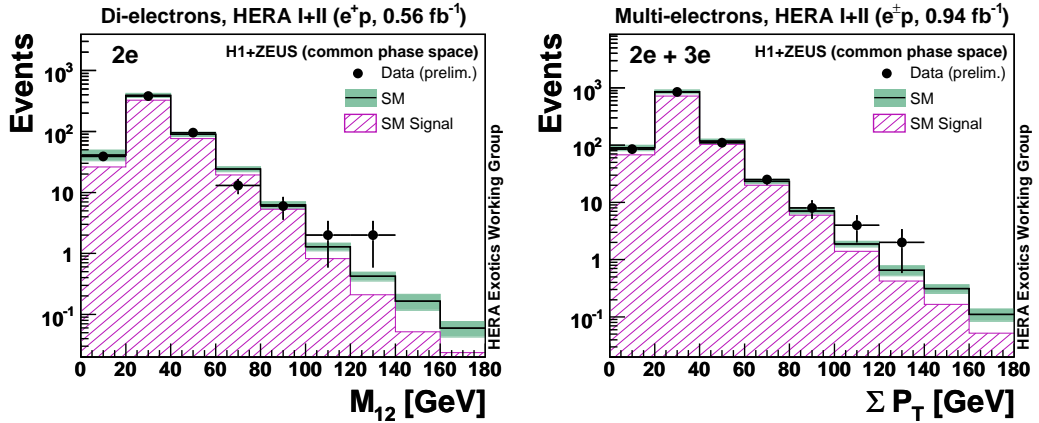 Di-electrons, HERA I+II (e⁺p, 0.56 fb⁻¹)
2e
H1+ZEUS (common phase space)
Data (prelim.)
SM
SM Signal
Events
10³
10²
10
1
10⁻¹
0 20 40 60 80 100 120 140 160 180
M₁₂ [GeV]
HERA Exotics Working Group
Multi-electrons, HERA I+II (e±p, 0.94 fb⁻¹)
2e + 3e
H1+ZEUS (common phase space)
Data (prelim.)
SM
SM Signal
Events
10³
10²
10
1
10⁻¹
0 20 40 60 80 100 120 140 160 180
Σ P_T [GeV]
HERA Exotics Working Group